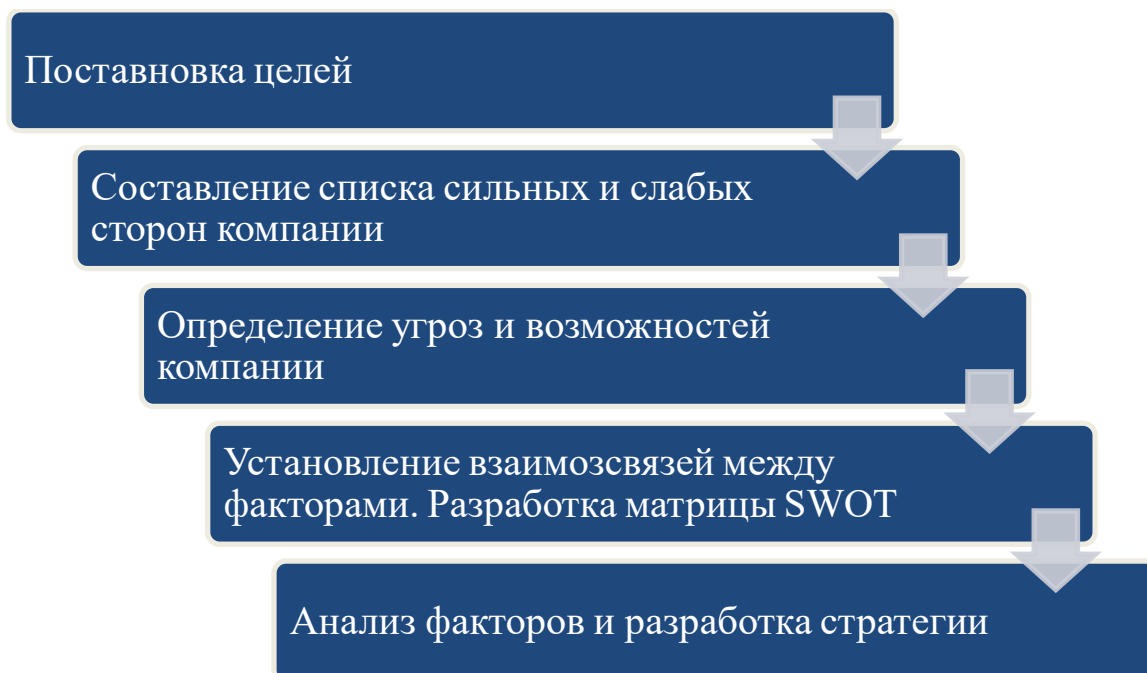 Поставновка целей
Составление списка сильных и слабых
сторон компании
Определение угроз и возможностей
компании
Установление взаимозсвязей между
факторами. Разработка матрицы SWOT
Анализ факторов и разработка стратегии